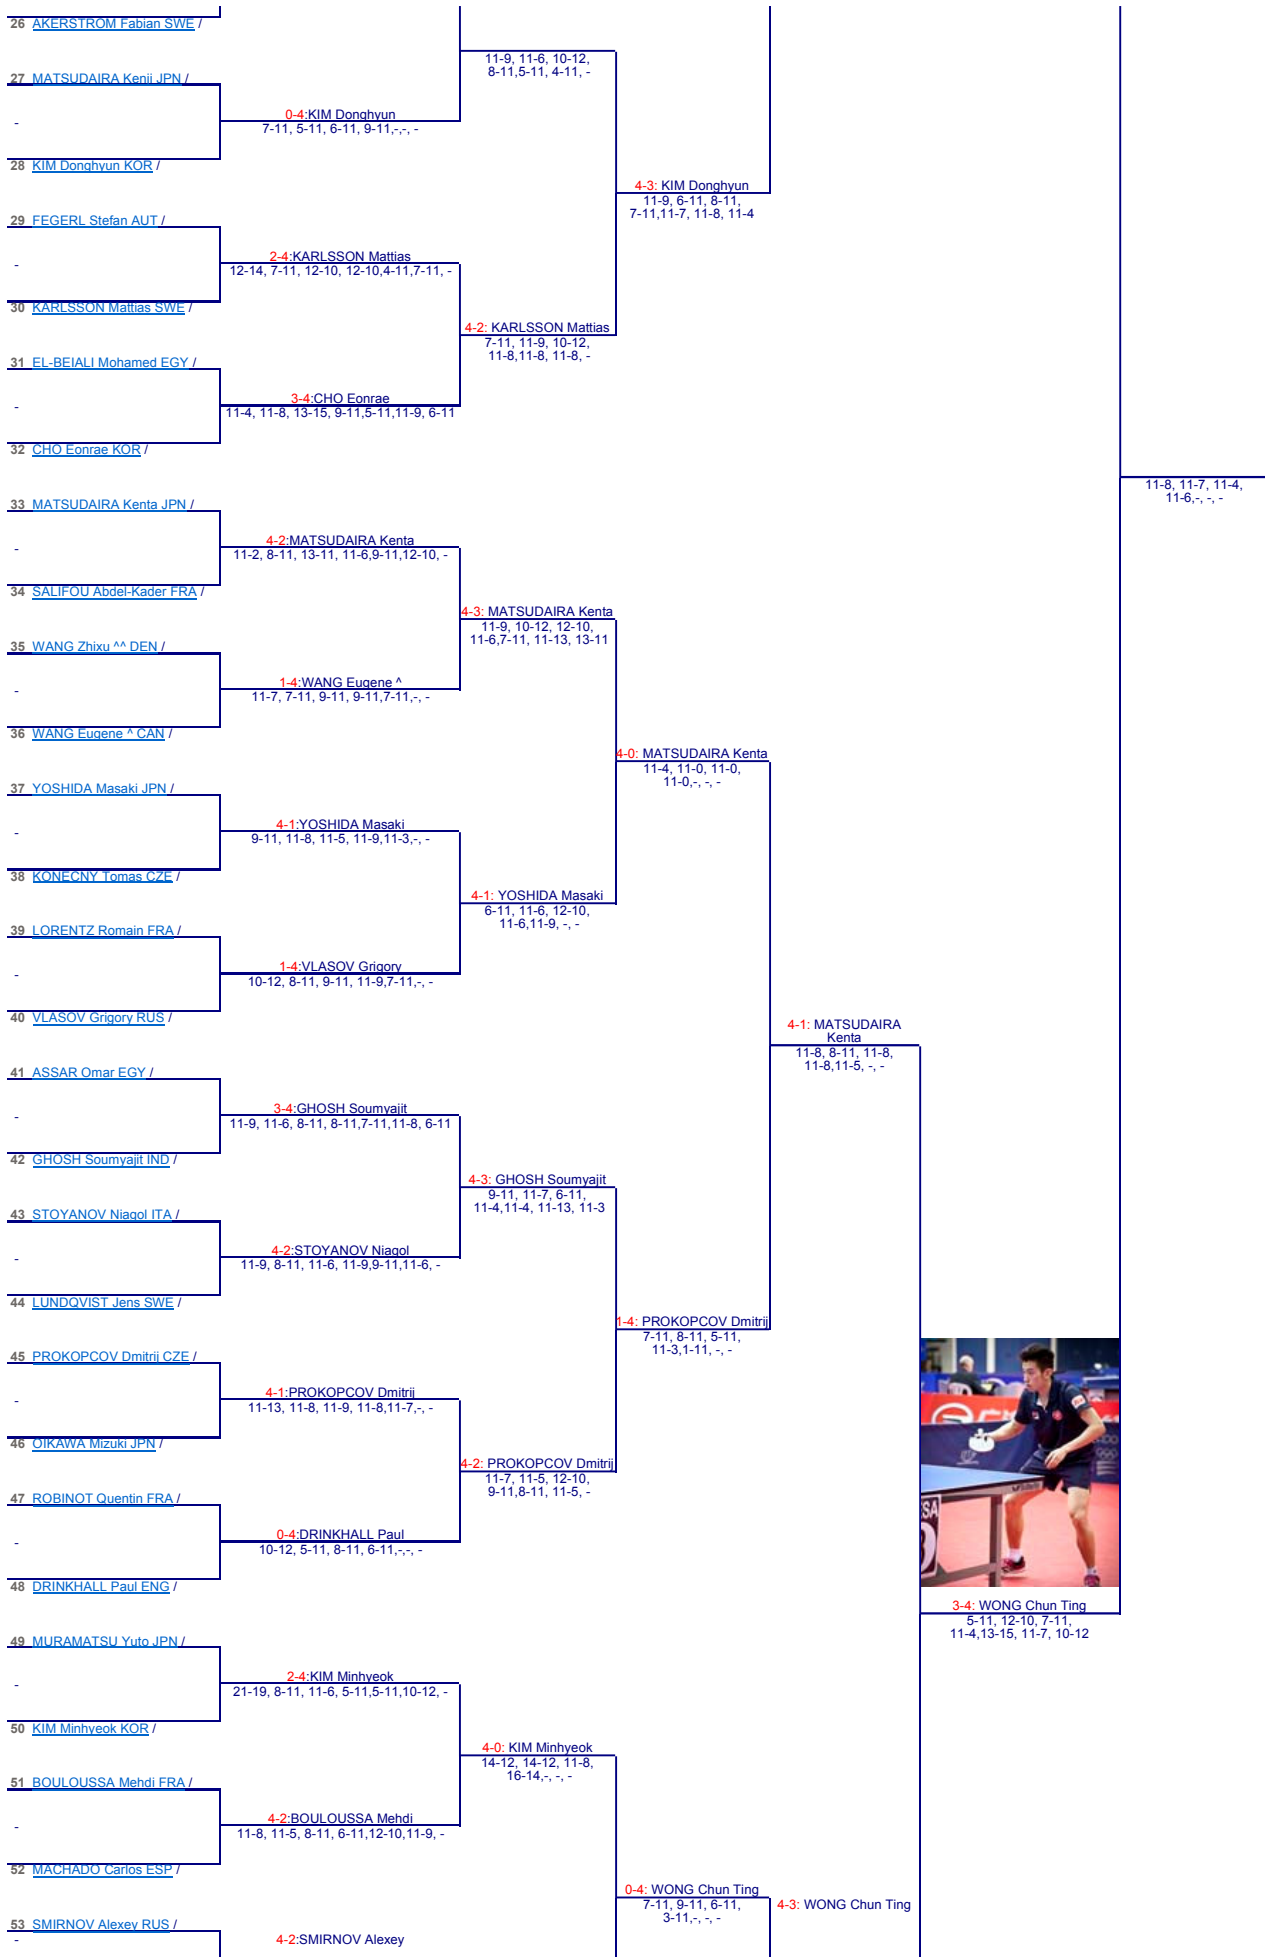 26 AKERSTROM Fabian SWE /
11-9, 11-6, 10-12,
8-11,5-11, 4-11, -
27 MATSUDAIRA Kenji JPN /
0-4:KIM Donghyun
-
7-11, 5-11, 6-11, 9-11,-,-, -
28 KIM Donghyun KOR /
4-3: KIM Donghyun
11-9, 6-11, 8-11,
7-11,11-7, 11-8, 11-4
29 FEGERL Stefan AUT /
2-4:KARLSSON Mattias
-
12-14, 7-11, 12-10, 12-10,4-11,7-11, -
30 KARLSSON Mattias SWE /
4-2: KARLSSON Mattias
7-11, 11-9, 10-12,
11-8,11-8, 11-8, -
31 EL-BEIALI Mohamed EGY /
3-4:CHO Eonrae
-
11-4, 11-8, 13-15, 9-11,5-11,11-9, 6-11
32 CHO Eonrae KOR /
11-8, 11-7, 11-4,
11-6,-, -, -
33 MATSUDAIRA Kenta JPN /
4-2:MATSUDAIRA Kenta
-
11-2, 8-11, 13-11, 11-6,9-11,12-10, -
34 SALIFOU Abdel-Kader FRA /
4-3: MATSUDAIRA Kenta
11-9, 10-12, 12-10,
11-6,7-11, 11-13, 13-11
35 WANG Zhixu ^^ DEN /
1-4:WANG Eugene ^
-
11-7, 7-11, 9-11, 9-11,7-11,-, -
36 WANG Eugene ^ CAN /
4-0: MATSUDAIRA Kenta
11-4, 11-0, 11-0,
11-0,-, -, -
37 YOSHIDA Masaki JPN /
4-1:YOSHIDA Masaki
-
9-11, 11-8, 11-5, 11-9,11-3,-, -
38 KONECNY Tomas CZE /
4-1: YOSHIDA Masaki
6-11, 11-6, 12-10,
11-6,11-9, -, -
39 LORENTZ Romain FRA /
1-4:VLASOV Grigory
-
10-12, 8-11, 9-11, 11-9,7-11,-, -
40 VLASOV Grigory RUS /
4-1: MATSUDAIRA
Kenta
11-8, 8-11, 11-8,
11-8,11-5, -, -
41 ASSAR Omar EGY /
3-4:GHOSH Soumyajit
-
11-9, 11-6, 8-11, 8-11,7-11,11-8, 6-11
42 GHOSH Soumyajit IND /
4-3: GHOSH Soumyajit
9-11, 11-7, 6-11,
11-4,11-4, 11-13, 11-3
43 STOYANOV Niagol ITA /
4-2:STOYANOV Niagol
-
11-9, 8-11, 11-6, 11-9,9-11,11-6, -
44 LUNDQVIST Jens SWE /
1-4: PROKOPCOV Dmitrij
7-11, 8-11, 5-11,
11-3,1-11, -, -
45 PROKOPCOV Dmitrij CZE /
4-1:PROKOPCOV Dmitrij
-
11-13, 11-8, 11-9, 11-8,11-7,-, -
46 OIKAWA Mizuki JPN /
4-2: PROKOPCOV Dmitrij
11-7, 11-5, 12-10,
9-11,8-11, 11-5, -
47 ROBINOT Quentin FRA /
0-4:DRINKHALL Paul
-
10-12, 5-11, 8-11, 6-11,-,-, -
48 DRINKHALL Paul ENG /
3-4: WONG Chun Ting
5-11, 12-10, 7-11,
11-4,13-15, 11-7, 10-12
49 MURAMATSU Yuto JPN /
2-4:KIM Minhyeok
-
21-19, 8-11, 11-6, 5-11,5-11,10-12, -
50 KIM Minhyeok KOR /
4-0: KIM Minhyeok
14-12, 14-12, 11-8,
16-14,-, -, -
51 BOULOUSSA Mehdi FRA /
4-2:BOULOUSSA Mehdi
-
11-8, 11-5, 8-11, 6-11,12-10,11-9, -
52 MACHADO Carlos ESP /
0-4: WONG Chun Ting
7-11, 9-11, 6-11,
3-11,-, -, -
4-3: WONG Chun Ting
53 SMIRNOV Alexey RUS /
-
4-2:SMIRNOV Alexey